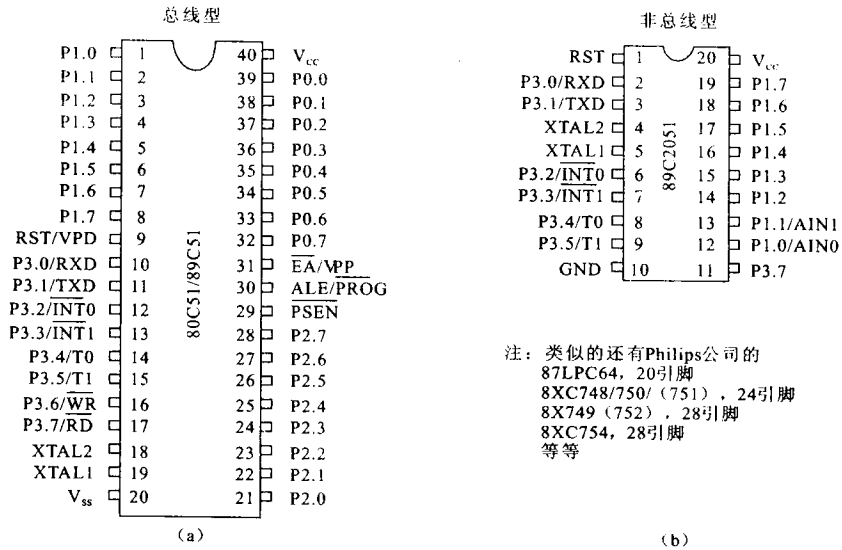 总线型
P1.0 1 40 Vcc
P1.1 2 39 P0.0
P1.2 3 38 P0.1
P1.3 4 37 P0.2
P1.4 5 36 P0.3
P1.5 6 35 P0.4
P1.6 7 34 P0.5
P1.7 8 33 P0.6
RST/VPD 9 32 P0.7
P3.0/RXD 10 31 E̅A̅/VPP
P3.1/TXD 11 30 ALE/P̅R̅O̅G̅
P3.2/I̅N̅T̅0 12 29 P̅S̅E̅N̅
P3.3/I̅N̅T̅1 13 28 P2.7
P3.4/T0 14 27 P2.6
P3.5/T1 15 26 P2.5
P3.6/W̅R̅ 16 25 P2.4
P3.7/R̅D̅ 17 24 P2.3
XTAL2 18 23 P2.2
XTAL1 19 22 P2.1
Vss 20 21 P2.0
80C51/89C51
(a)
非总线型
RST 1 20 Vcc
P3.0/RXD 2 19 P1.7
P3.1/TXD 3 18 P1.6
XTAL2 4 17 P1.5
XTAL1 5 16 P1.4
P3.2/I̅N̅T̅0 6 15 P1.3
P3.3/I̅N̅T̅1 7 14 P1.2
P3.4/T0 8 13 P1.1/AIN1
P3.5/T1 9 12 P1.0/AIN0
GND 10 11 P3.7
89C2051
注：类似的还有Philips公司的
87LPC64，20引脚
8XC748/750/（751），24引脚
8X749（752），28引脚
8XC754，28引脚
等等
(b)